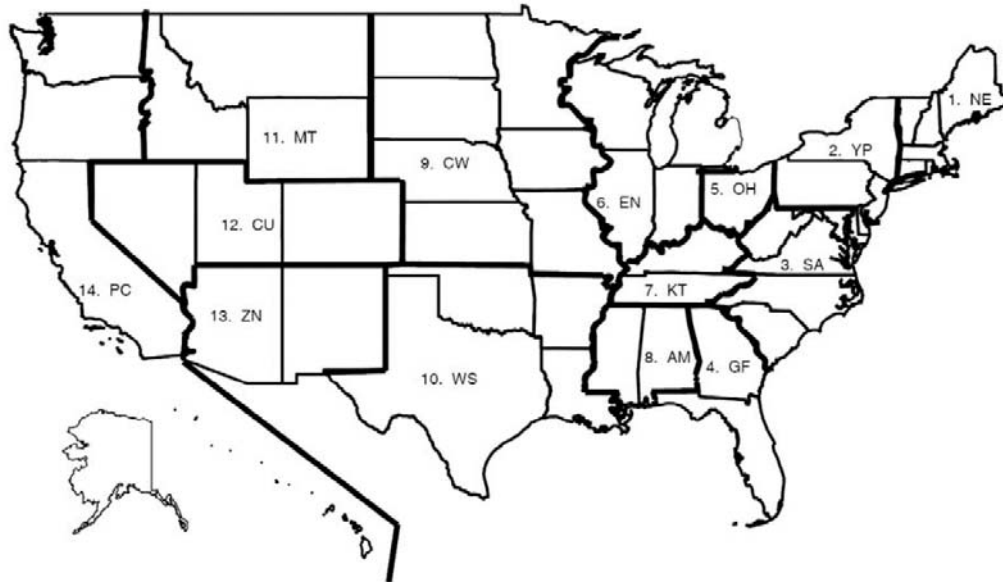 1. NE
2. YP
11. MT
9. CW
5. OH
6. EN
12. CU
3. SA
14. PC
7. KT
13. ZN
8. AM
4. GF
10. WS